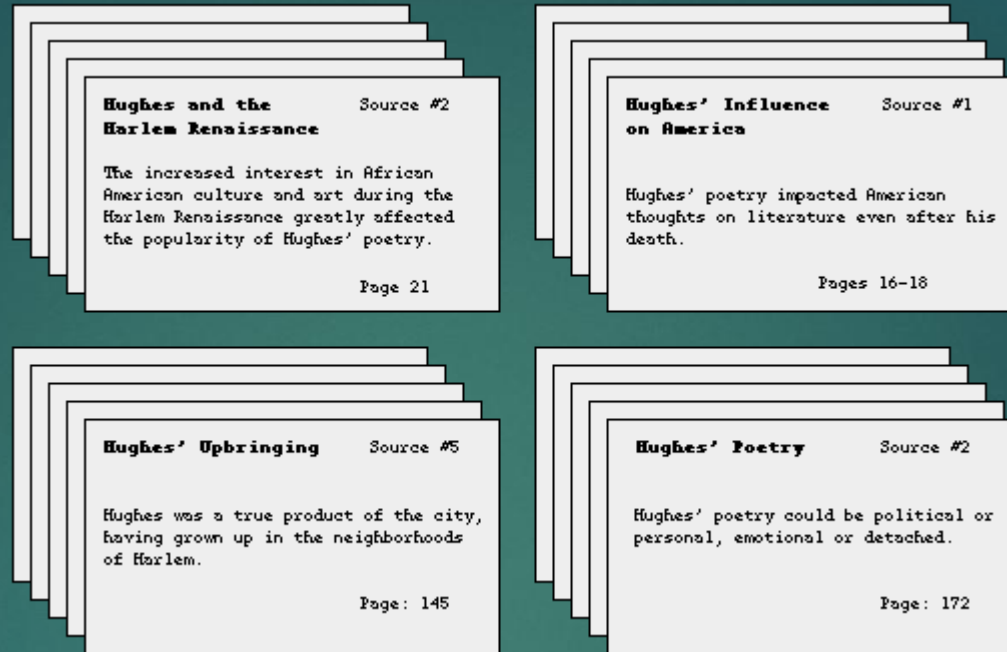 Hughes and the Source #2
Harlem Renaissance
The increased interest in African
American culture and art during the
Harlem Renaissance greatly affected
the popularity of Hughes' poetry.
Page 21
Hughes' Influence Source #1
on America
Hughes' poetry impacted American
thoughts on literature even after his
death.
Pages 16-18
Hughes' Upbringing Source #5
Hughes was a true product of the city,
having grown up in the neighborhoods
of Harlem.
Page: 145
Hughes' Poetry Source #2
Hughes' poetry could be political or
personal, emotional or detached.
Page: 172